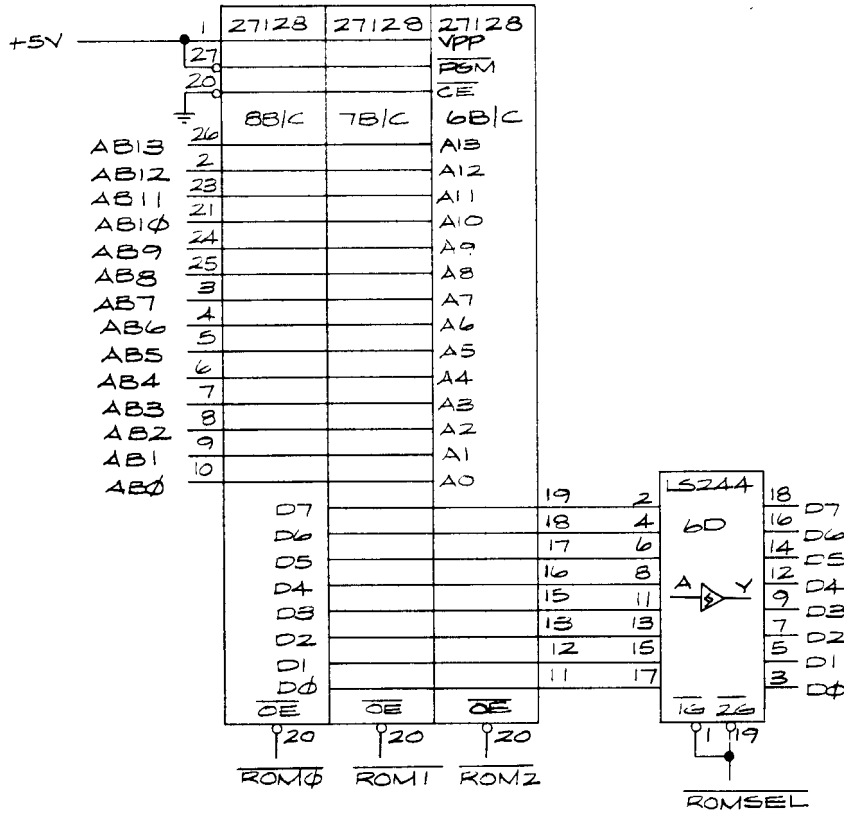 1 27128 27128 27128
+5V VPP
27 PGM
20 CE
8B/C 7B/C 6B/C
AB13 26 A13
AB12 2 A12
AB11 23 A11
AB1Ø 21 A10
AB9 24 A9
AB8 25 A8
AB7 3 A7
AB6 4 A6
AB5 5 A5
AB4 6 A4
AB3 7 A3
AB2 8 A2
AB1 9 A1
ABØ 10 A0
LS244
6D
A Y
D7 19 2 18 D7
D6 18 4 16 D6
D5 17 6 14 D5
D4 16 8 12 D4
D3 15 11 9 D3
D2 13 13 7 D2
D1 12 15 5 D1
DØ 11 17 3 DØ
OE OE OE 1G 2G
20 20 20 1 19
ROMØ ROM1 ROM2
ROMSEL